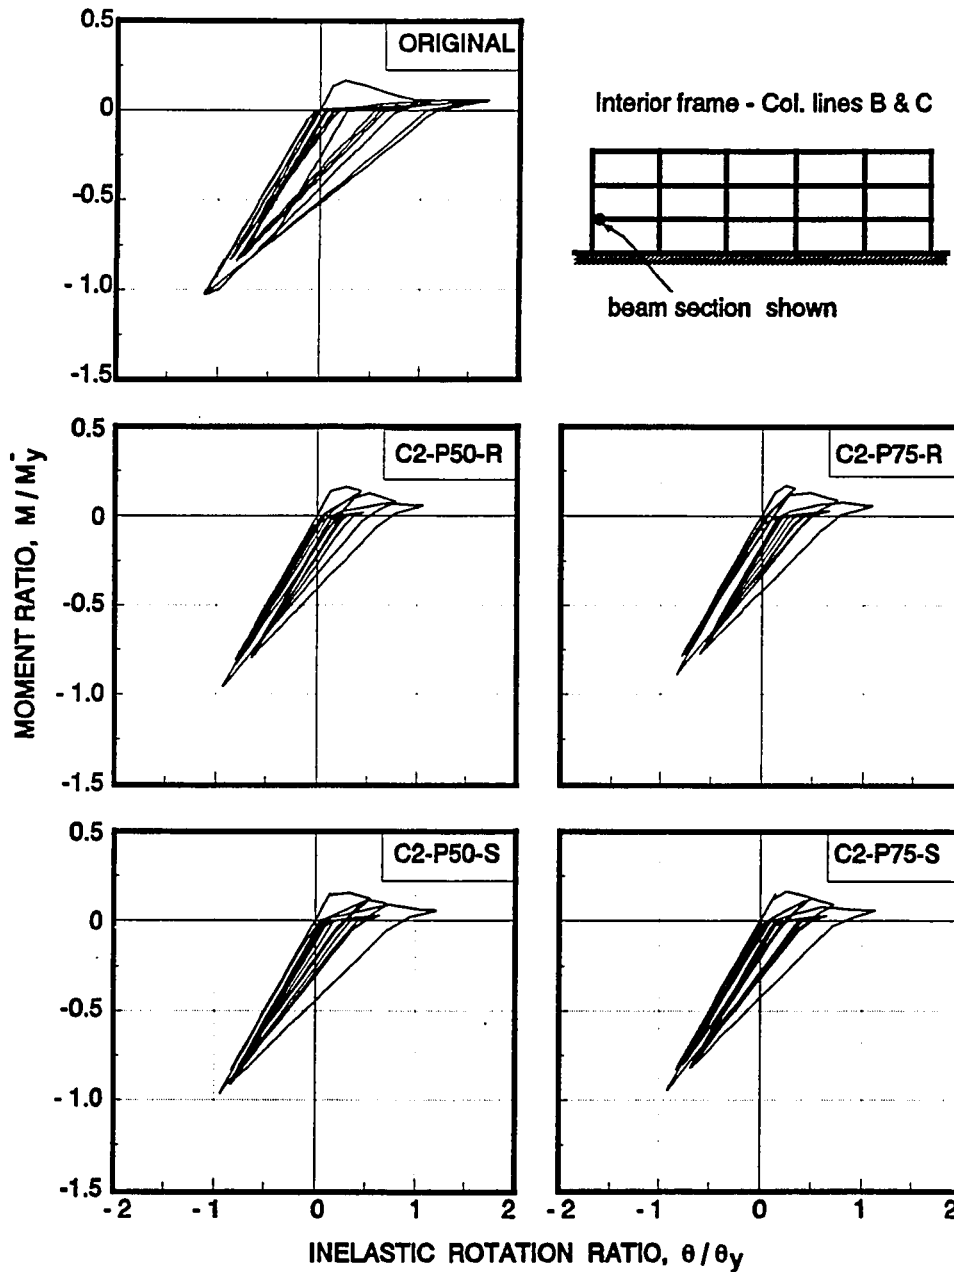 0.5
0
-0.5
- 1.0
-1.5
ORIGINAL
Interior frame - Col. lines B & C
beam section shown
MOMENT RATIO, M / M⁻y
0.5
0
-0.5
- 1.0
-1.5
C2-P50-R
C2-P75-R
0.5
0
-0.5
- 1.0
-1.5
C2-P50-S
C2-P75-S
- 2 - 1 0 1 2
- 2 - 1 0 1 2
INELASTIC ROTATION RATIO, θ / θy